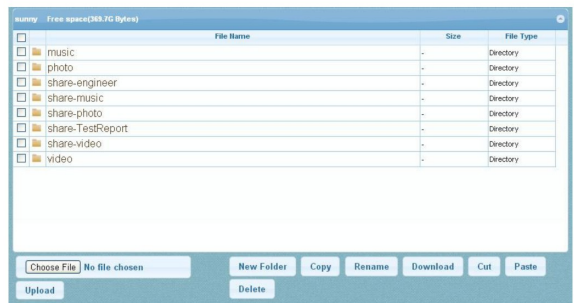 sunny Free space(369.7G Bytes)
File Name Size File Type
music - Directory
photo - Directory
share-engineer - Directory
share-music - Directory
share-photo - Directory
share-TestReport - Directory
share-video - Directory
video - Directory
Choose File No file chosen New Folder Copy Rename Download Cut Paste
Upload Delete